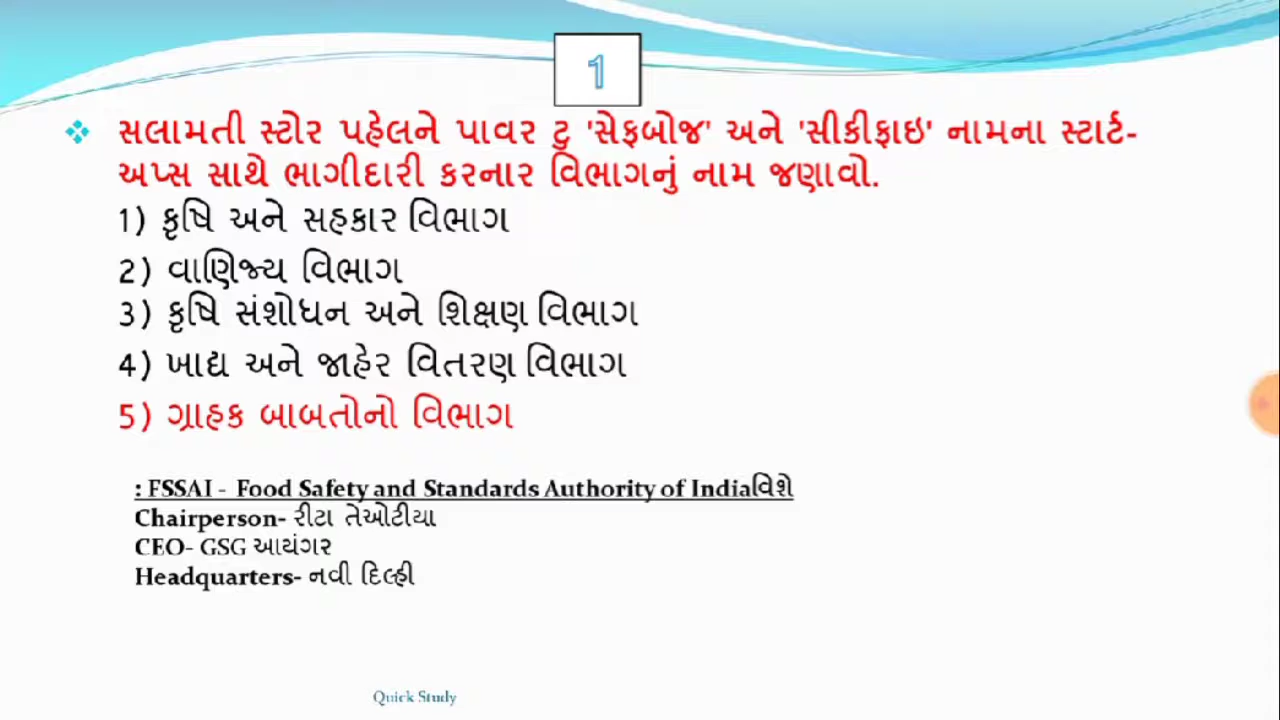 1
❖ સલામતી સ્ટોર પહેલને પાવર ટુ 'સેફબોજ' અને 'સીકીફાઇ' નામના સ્ટાર્ટ-
અપ્સ સાથે ભાગીદારી કરનાર વિભાગનું નામ જણાવો.
1) કૃષિ અને સહકાર વિભાગ
2) વાણિજ્ય વિભાગ
3) કૃષિ સંશોધન અને શિક્ષણ વિભાગ
4) ખાદ્ય અને જાહેર વિતરણ વિભાગ
5) ગ્રાહક બાબતોનો વિભાગ
: FSSAI - Food Safety and Standards Authority of Indiaવિશે
Chairperson- રીટા તેઓટીયા
CEO- GSG આયંગર
Headquarters- નવી દિલ્હી
Quick Study